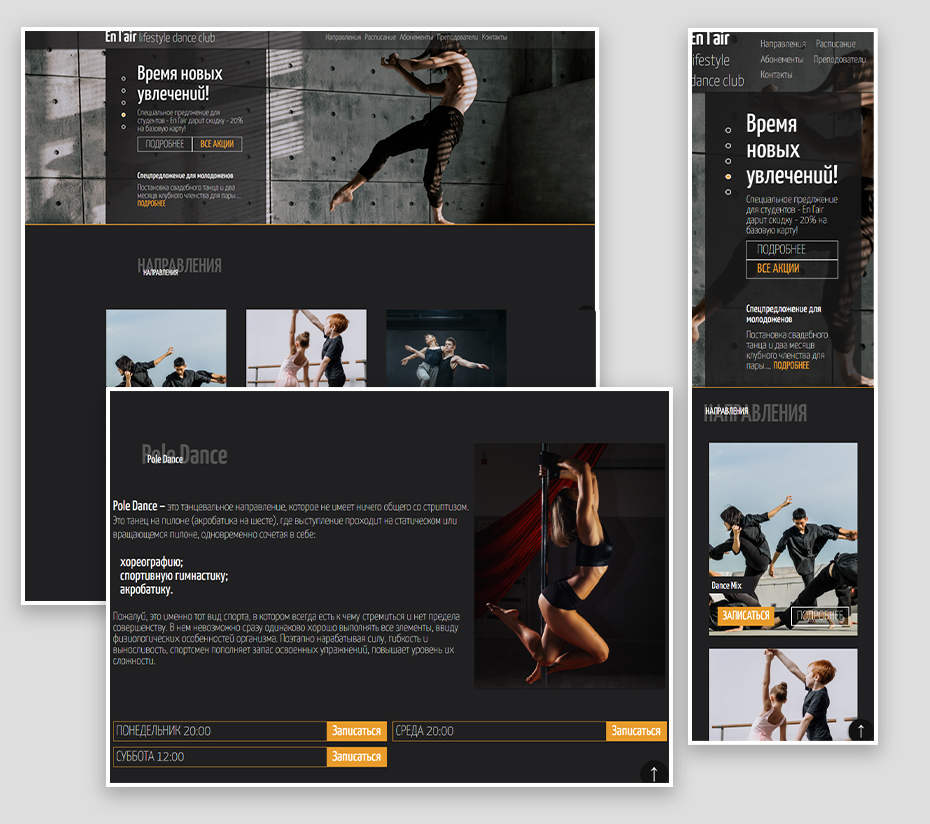 En l'air lifestyle dance club
Направления Расписание Абонементы Преподователи Контакты
Время новых
увлечений!
Специальное предлжение для
студентов - En l'air дарит скидку - 20%
на базовую карту!
ПОДРОБНЕЕ ВСЕ АКЦИИ
Спецпредложение для молодоженов
Постановка свадебного танца и два
месяца клубного членства для пары...
ПОДРОБНЕЕ
НАПРАВЛЕНИЯ
НАПРАВЛЕНИЯ
Pole Dance
Pole Dance
Pole Dance – это танцевальное направление, которое не имеет ничего общего со стриптизом.
Это танец на пилоне (акробатика на шесте), где выступление проходит на статическом или
вращающемся пилоне, одновременно сочетая в себе:
хореографию;
спортивную гимнастику;
акробатику.
Пожалуй, это именно тот вид спорта, в котором всегда есть к чему стремиться и нет предела
совершенству. В нем невозможно сразу одинаково хорошо выполнять все элементы, ввиду
физиологических особенностей организма. Поэтапно нарабатывая силу, гибкость и
выносливость, спортсмен пополняет запас освоенных упражнений, повышает уровень их
сложности.
ПОНЕДЕЛЬНИК 20:00 Записаться
СРЕДА 20:00 Записаться
СУББОТА 12:00 Записаться
En l'air
lifestyle
dance club
Направления Расписание
Абонементы Преподователи
Контакты
Время
новых
увлечений!
Специальное предлжение
для студентов - En l'air
дарит скидку - 20% на
базовую карту!
ПОДРОБНЕЕ
ВСЕ АКЦИИ
Спецпредложение для
молодоженов
Постановка свадебного
танца и два месяца
клубного членства для
пары... ПОДРОБНЕЕ
НАПРАВЛЕНИЯ
НАПРАВЛЕНИЯ
Dance Mix
ЗАПИСАТЬСЯ ПОДРОБНЕЕ